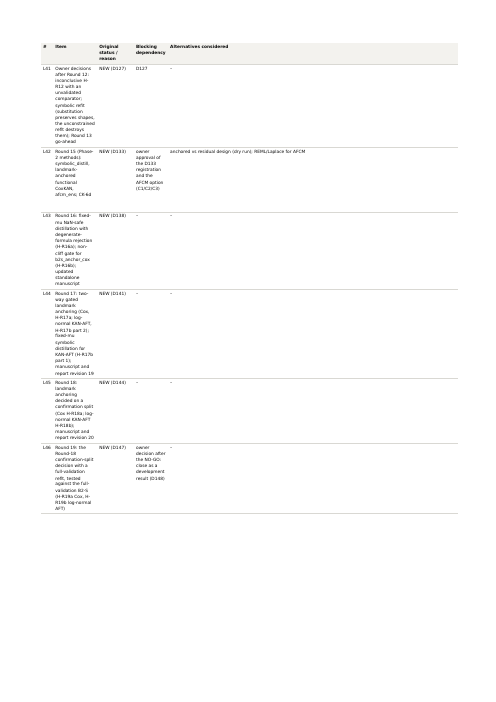 # Item Original Blocking Alternatives considered
status / dependency
reason
L41 Owner decisions NEW (D127) D127 –
after Round 12:
inconclusive H-
R12 with an
unvalidated
comparator;
symbolic refit
(substitution
preserves shapes,
the unconstrained
refit destroys
them); Round 13
go-ahead
L42 Round 15 (Phase- NEW (D133) owner anchored vs residual design (dry run); REML/Laplace for AFCM
2 methods): approval of
symbolic_distill, the D133
landmark- registration
anchored and the
functional AFCM option
CoxKAN, (C1/C2/C3)
afcm_ens; CK-6d
L43 Round 16: fixed- NEW (D138) – –
mu NaN-safe
distillation with
degenerate-
formula rejection
(H-R16a); non-
cliff gate for
b2s_anchor_cox
(H-R16b);
updated
standalone
manuscript
L44 Round 17: two- NEW (D141) – –
way gated
landmark
anchoring (Cox,
H-R17a; log-
normal KAN-AFT,
H-R17b part 2);
fixed-mu
symbolic
distillation for
KAN-AFT (H-R17b
part 1);
manuscript and
report revision 19
L45 Round 18: NEW (D144) – –
landmark
anchoring
decided on a
confirmation split
(Cox H-R18a; log-
normal KAN-AFT
H-R18b);
manuscript and
report revision 20
L46 Round 19: the NEW (D147) owner –
Round-18 decision after
confirmation-split the NO-GO:
decision with a close as a
full-validation development
refit, tested result (D148)
against the full-
validation B2-S
(H-R19a Cox, H-
R19b log-normal
AFT)